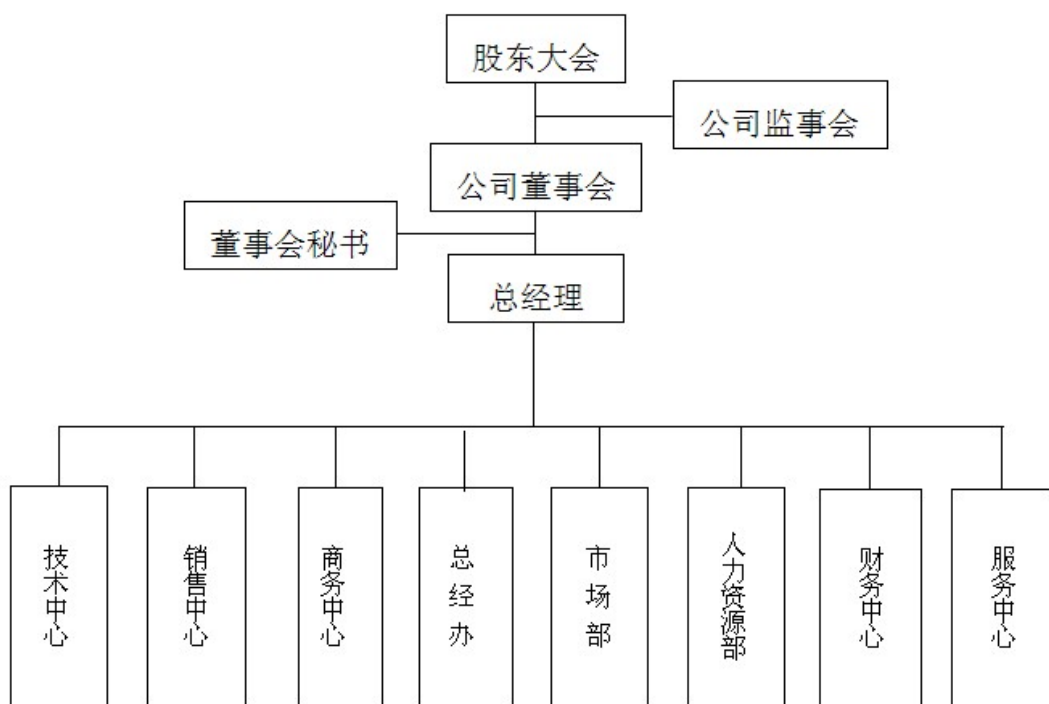 股东大会
公司监事会
公司董事会
董事会秘书
总经理
技术中心
销售中心
商务中心
总经办
市场部
人力资源部
财务中心
服务中心